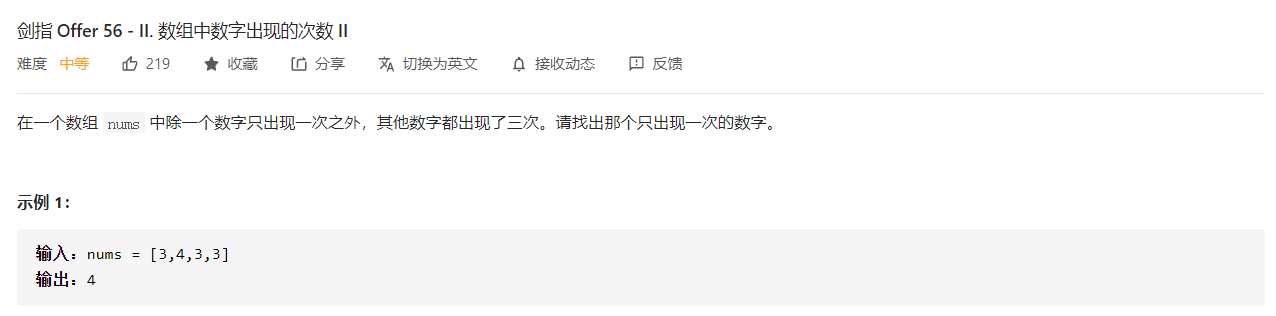 剑指 Offer 56 - II. 数组中数字出现的次数 II
难度 中等 219 收藏 分享 切换为英文 接收动态 反馈
在一个数组 nums 中除一个数字只出现一次之外，其他数字都出现了三次。请找出那个只出现一次的数字。
示例 1：
输入：nums = [3,4,3,3]
输出：4